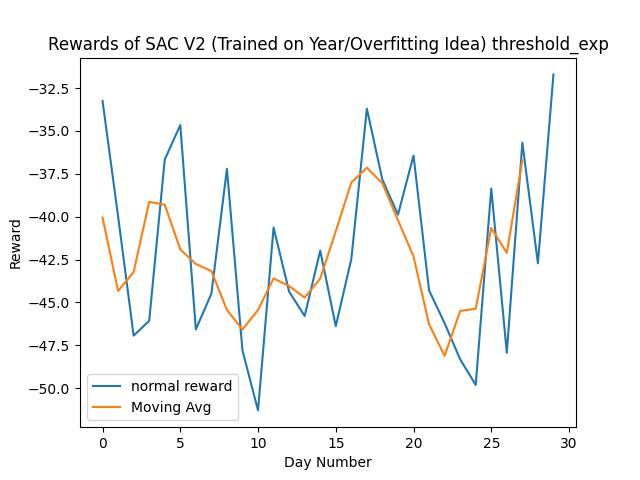 Rewards of SAC V2 (Trained on Year/Overfitting Idea) threshold_exp
Reward
−32.5
−35.0
−37.5
−40.0
−42.5
−45.0
−47.5
−50.0
normal reward
Moving Avg
0 5 10 15 20 25 30
Day Number